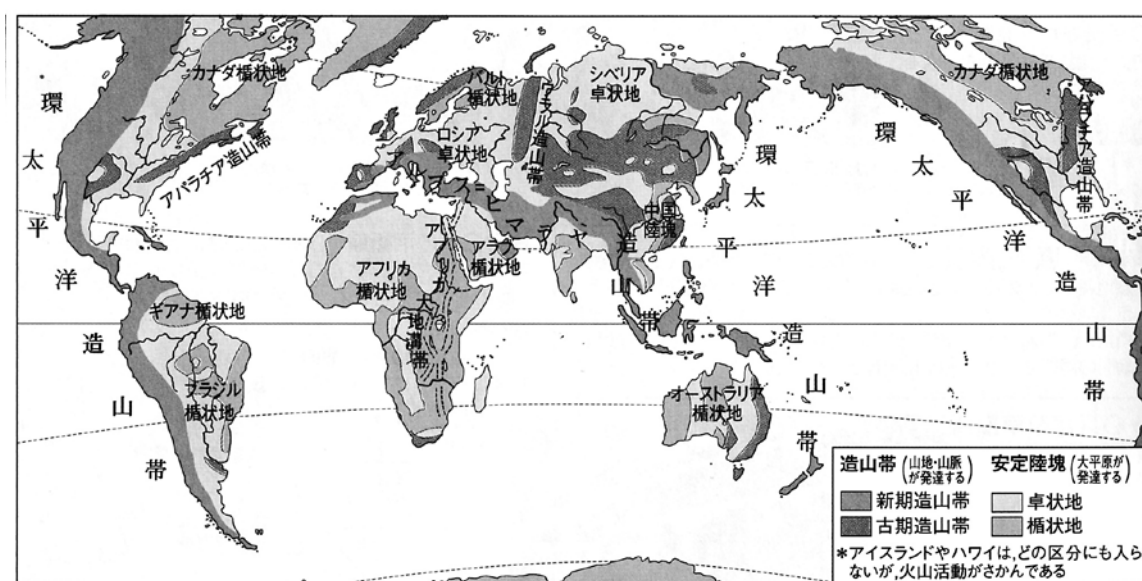 環太平洋造山帯
カナダ楯状地
アパラチア造山帯
ギアナ楯状地
ブラジル
楯状地
バルト
楯状地
ロシア
卓状地
ウラル造山帯
シベリア
卓状地
アルプス=ヒマラヤ造山帯
アフリカ
楯状地
アフリカ大地溝帯
アラブ
楯状地
中国
陸塊
オーストラリア
楯状地
環太平洋造山帯
カナダ楯状地
アパラチア造山帯
環太平洋造山帯
造山帯(山地・山脈が発達する)
新期造山帯
古期造山帯
安定陸塊(大平原が発達する)
卓状地
楯状地
*アイスランドやハワイは,どの区分にも入ら
ないが,火山活動がさかんである